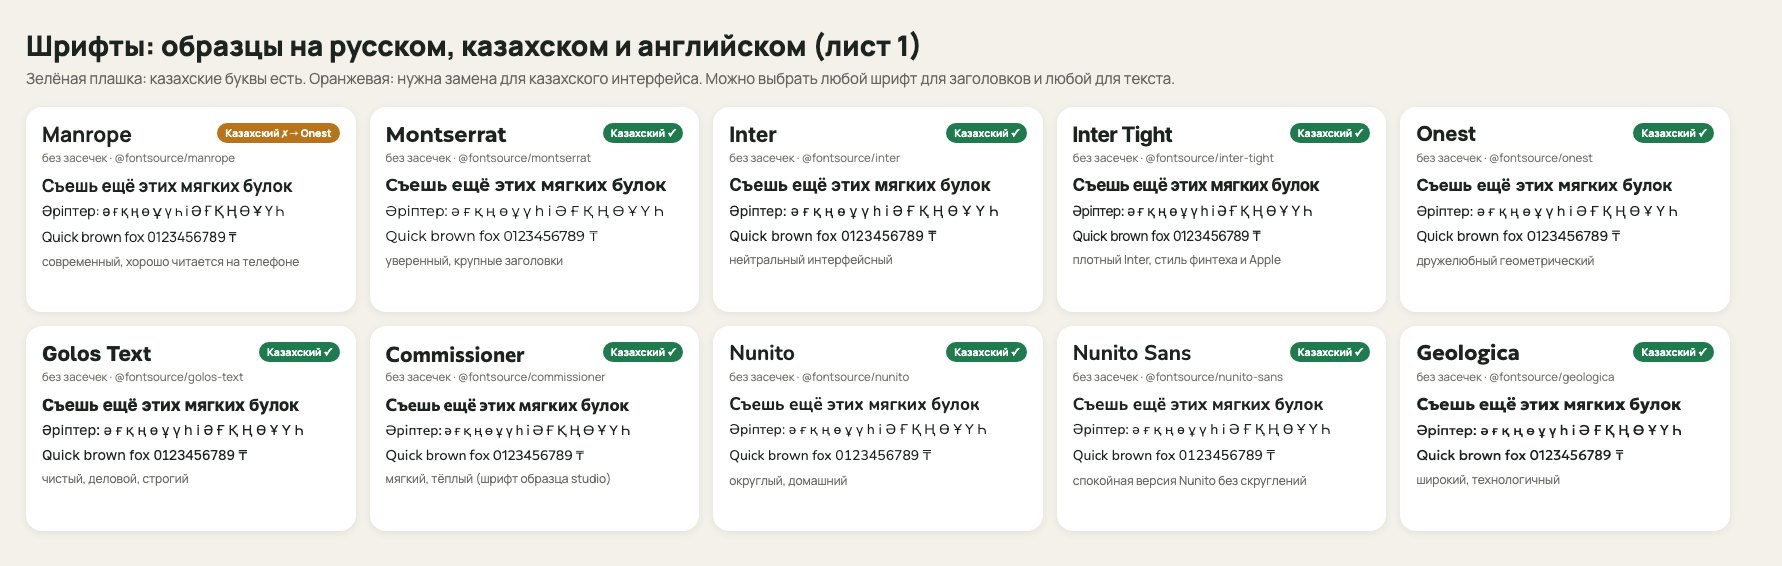 Шрифты: образцы на русском, казахском и английском (лист 1)
Зелёная плашка: казахские буквы есть. Оранжевая: нужна замена для казахского интерфейса. Можно выбрать любой шрифт для заголовков и любой для текста.
Manrope
Казахский ✗→ Onest
без засечек · @fontsource/manrope
Съешь ещё этих мягких булок
Әріптер: ә ғ қ ң ө ұ ү һ і Ә Ғ Қ Ң Ө Ұ Ү Һ
Quick brown fox 0123456789 ₸
современный, хорошо читается на телефоне
Montserrat
Казахский ✓
без засечек · @fontsource/montserrat
Съешь ещё этих мягких булок
Әріптер: ә ғ қ ң ө ұ ү һ і Ә Ғ Қ Ң Ө Ұ Ү Һ
Quick brown fox 0123456789 ₸
уверенный, крупные заголовки
Inter
Казахский ✓
без засечек · @fontsource/inter
Съешь ещё этих мягких булок
Әріптер: ә ғ қ ң ө ұ ү һ і Ә Ғ Қ Ң Ө Ұ Ү Һ
Quick brown fox 0123456789 ₸
нейтральный интерфейсный
Inter Tight
Казахский ✓
без засечек · @fontsource/inter-tight
Съешь ещё этих мягких булок
Әріптер: ә ғ қ ң ө ұ ү һ і Ә Ғ Қ Ң Ө Ұ Ү Һ
Quick brown fox 0123456789 ₸
плотный Inter, стиль финтеха и Apple
Onest
Казахский ✓
без засечек · @fontsource/onest
Съешь ещё этих мягких булок
Әріптер: ә ғ қ ң ө ұ ү һ і Ә Ғ Қ Ң Ө Ұ Ү Һ
Quick brown fox 0123456789 ₸
дружелюбный геометрический
Golos Text
Казахский ✓
без засечек · @fontsource/golos-text
Съешь ещё этих мягких булок
Әріптер: ә ғ қ ң ө ұ ү һ і Ә Ғ Қ Ң Ө Ұ Ү Һ
Quick brown fox 0123456789 ₸
чистый, деловой, строгий
Commissioner
Казахский ✓
без засечек · @fontsource/commissioner
Съешь ещё этих мягких булок
Әріптер: ә ғ қ ң ө ұ ү һ і Ә Ғ Қ Ң Ө Ұ Ү Һ
Quick brown fox 0123456789 ₸
мягкий, тёплый (шрифт образца studio)
Nunito
Казахский ✓
без засечек · @fontsource/nunito
Съешь ещё этих мягких булок
Әріптер: ә ғ қ ң ө ұ ү һ і Ә Ғ Қ Ң Ө Ұ Ү Һ
Quick brown fox 0123456789 ₸
округлый, домашний
Nunito Sans
Казахский ✓
без засечек · @fontsource/nunito-sans
Съешь ещё этих мягких булок
Әріптер: ә ғ қ ң ө ұ ү һ і Ә Ғ Қ Ң Ө Ұ Ү Һ
Quick brown fox 0123456789 ₸
спокойная версия Nunito без скруглений
Geologica
Казахский ✓
без засечек · @fontsource/geologica
Съешь ещё этих мягких булок
Әріптер: ә ғ қ ң ө ұ ү һ і Ә Ғ Қ Ң Ө Ұ Ү Һ
Quick brown fox 0123456789 ₸
широкий, технологичный